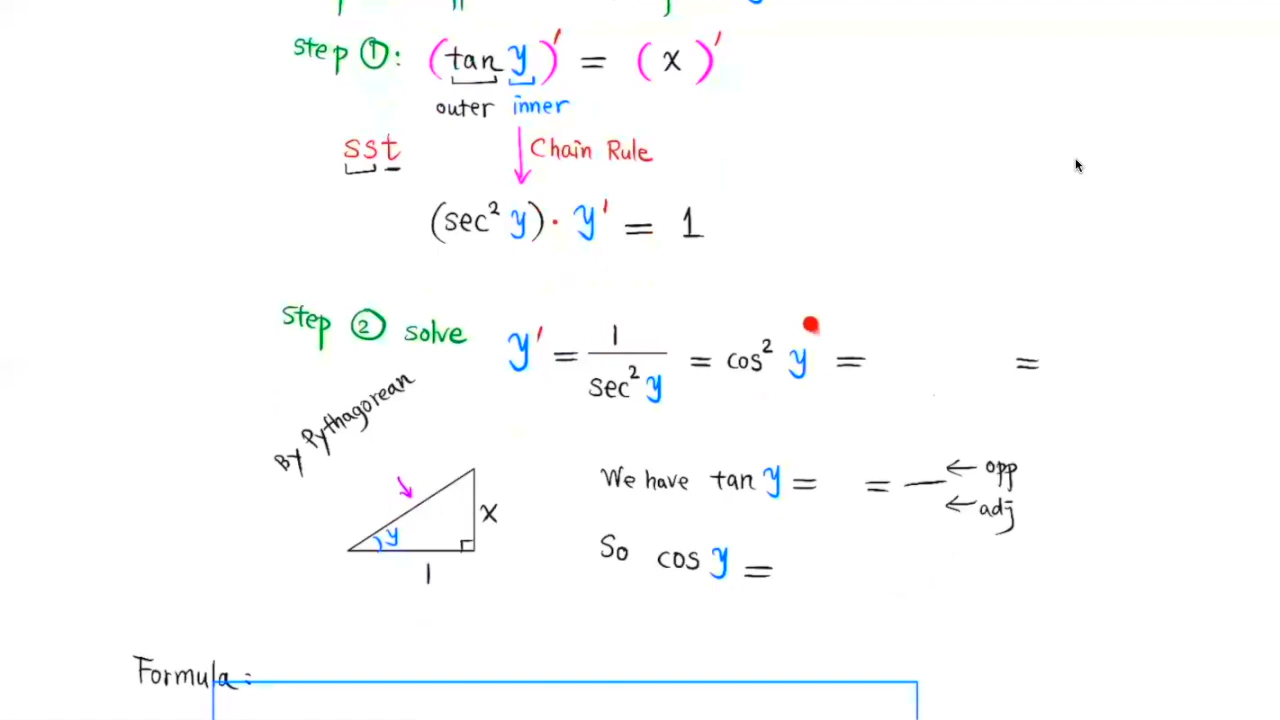 step ①: (tan y)' = (x)'
outer inner
sst
Chain Rule
(sec² y) · y' = 1
Step ② solve y' = 1/sec² y = cos² y = =
By Pythagorean
We have tan y = = — ← opp
← adj
y
x
1
So cos y =
Formula: